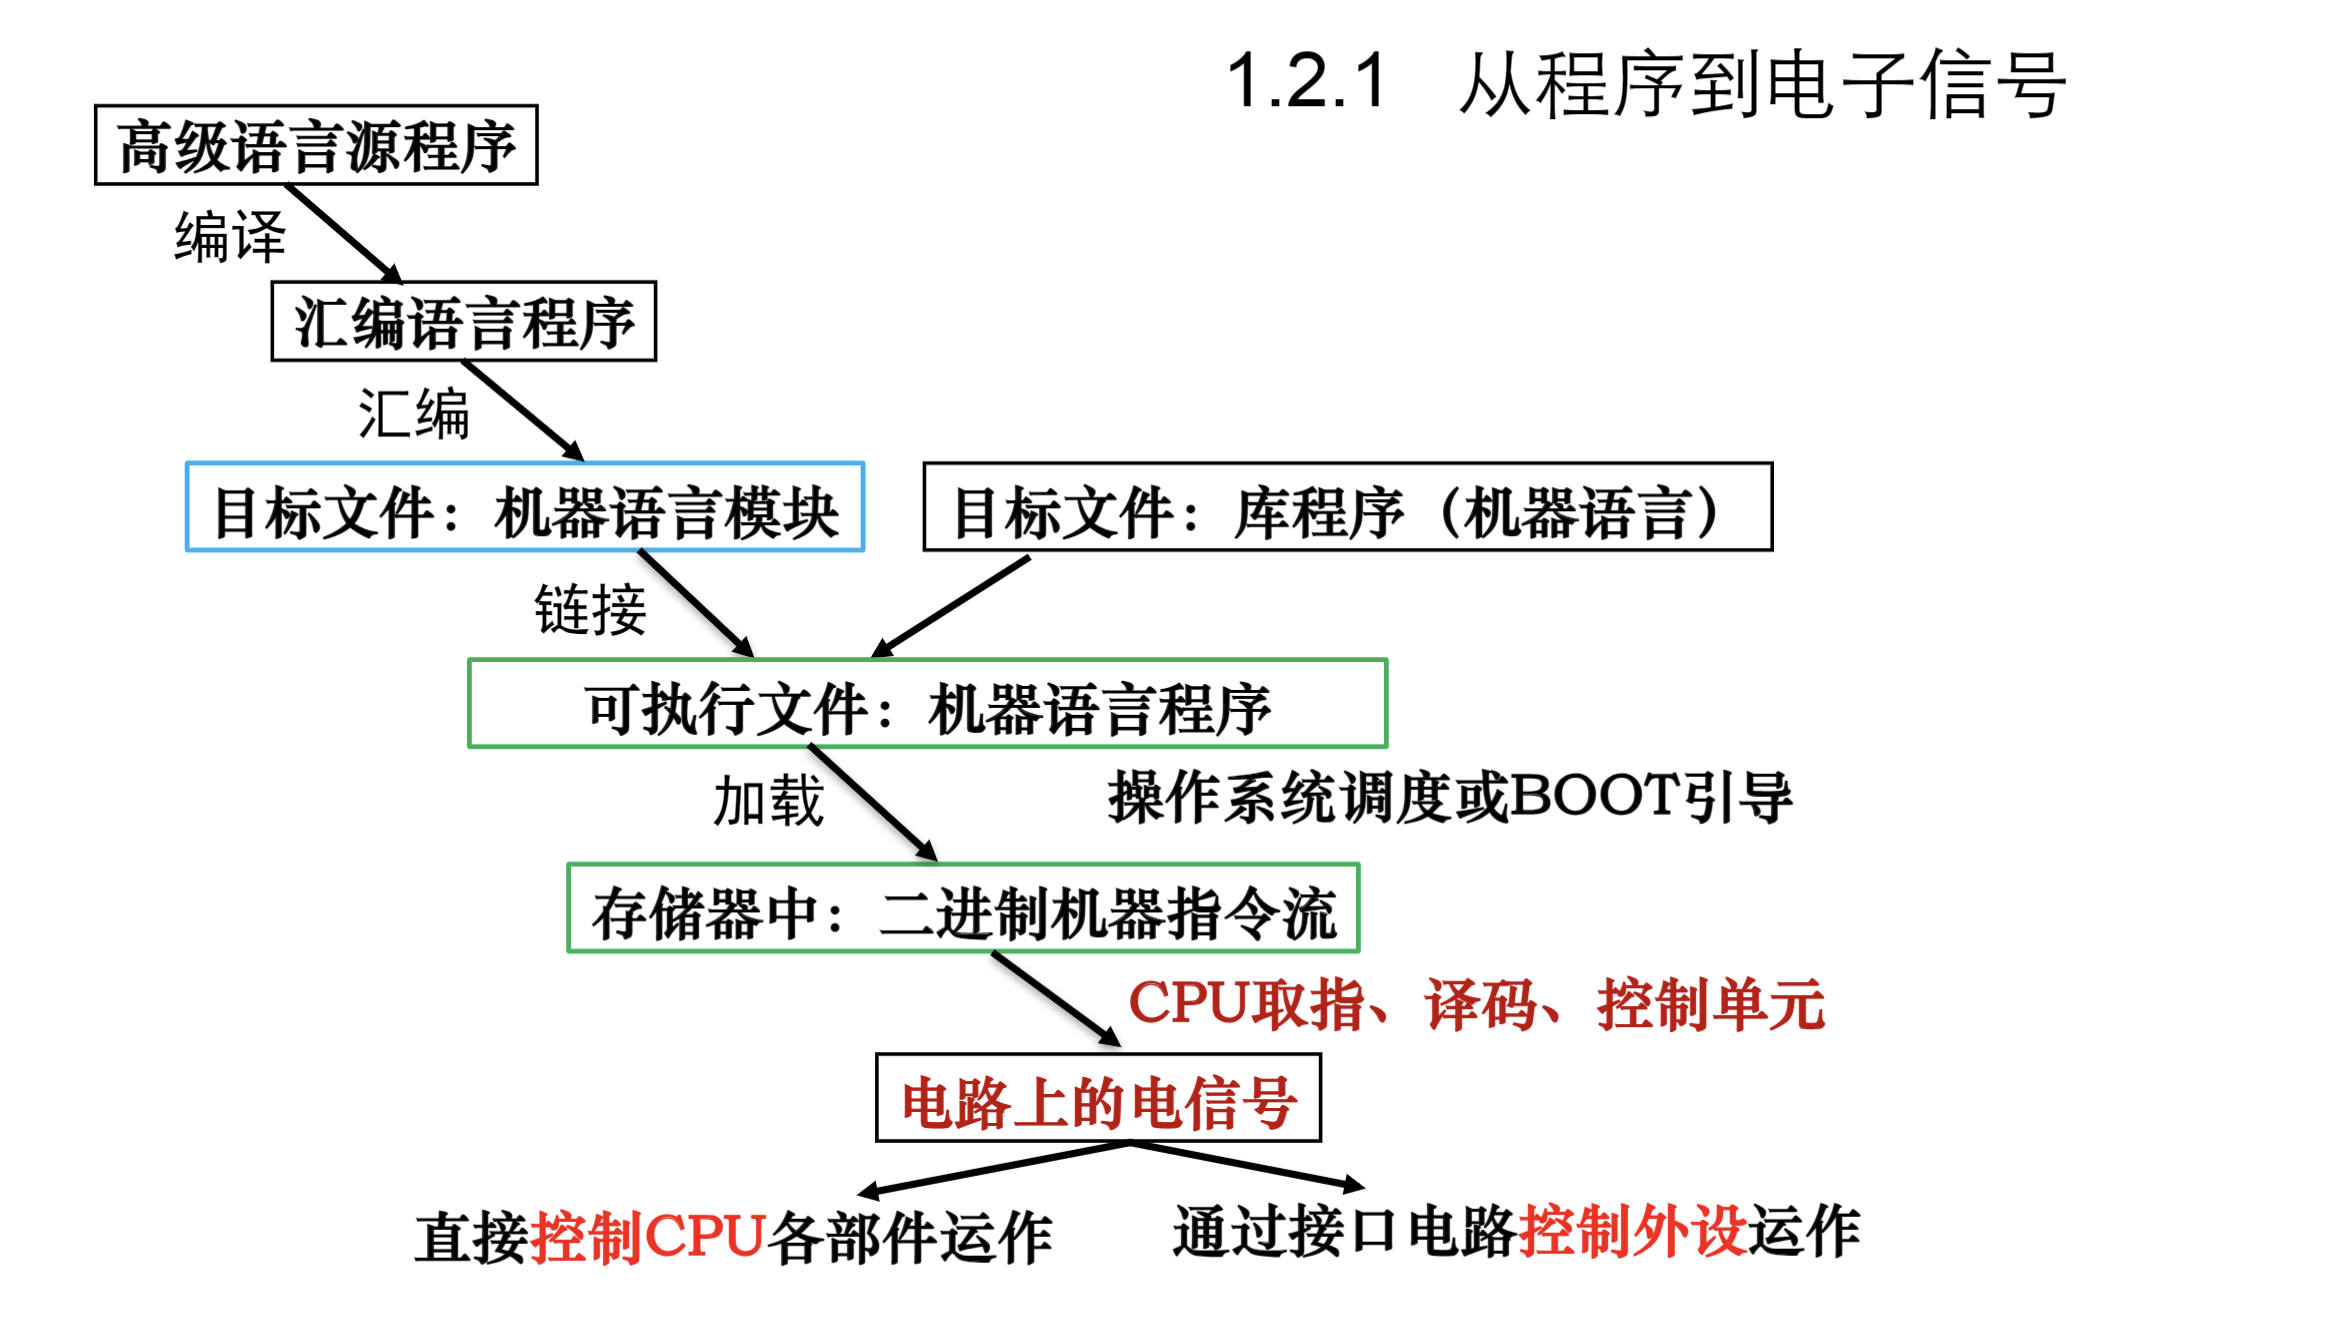 1.2.1 从程序到电子信号
高级语言源程序
编译
汇编语言程序
汇编
目标文件：机器语言模块
目标文件：库程序（机器语言）
链接
可执行文件：机器语言程序
加载
操作系统调度或BOOT引导
存储器中：二进制机器指令流
CPU取指、译码、控制单元
电路上的电信号
直接控制CPU各部件运作
通过接口电路控制外设运作